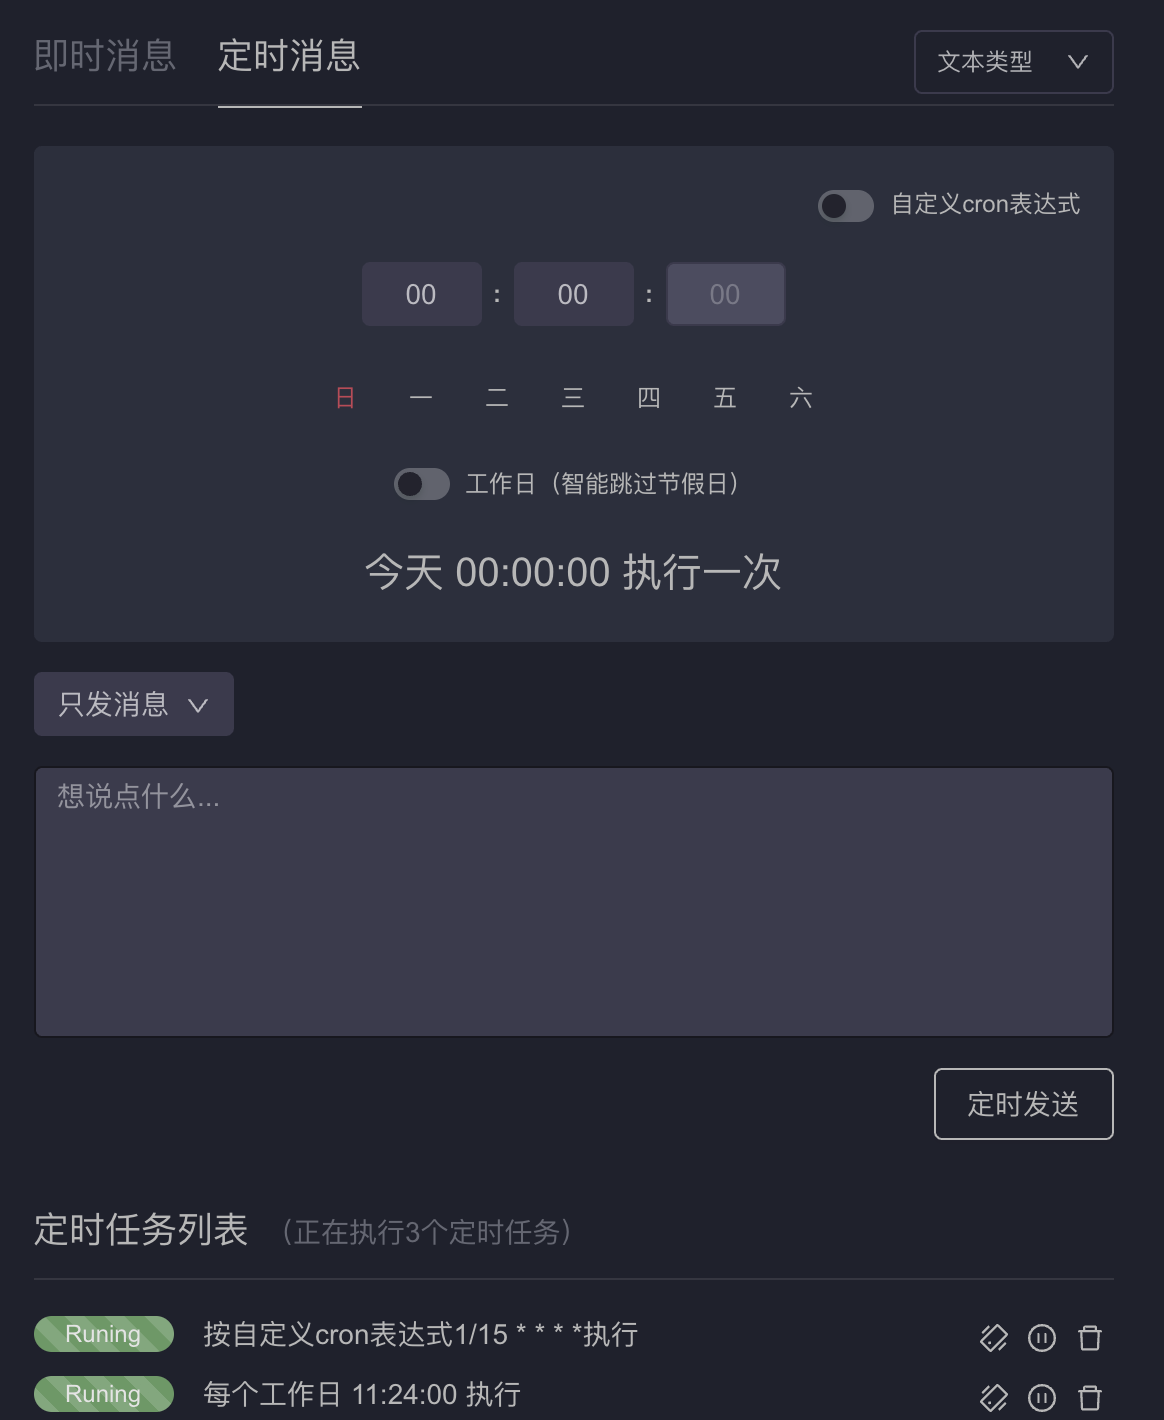 即时消息 定时消息 文本类型
自定义cron表达式
00 : 00 : 00
日 一 二 三 四 五 六
工作日（智能跳过节假日）
今天 00:00:00 执行一次
只发消息
想说点什么...
定时发送
定时任务列表 （正在执行3个定时任务）
Runing 按自定义cron表达式1/15 * * * *执行
Runing 每个工作日 11:24:00 执行